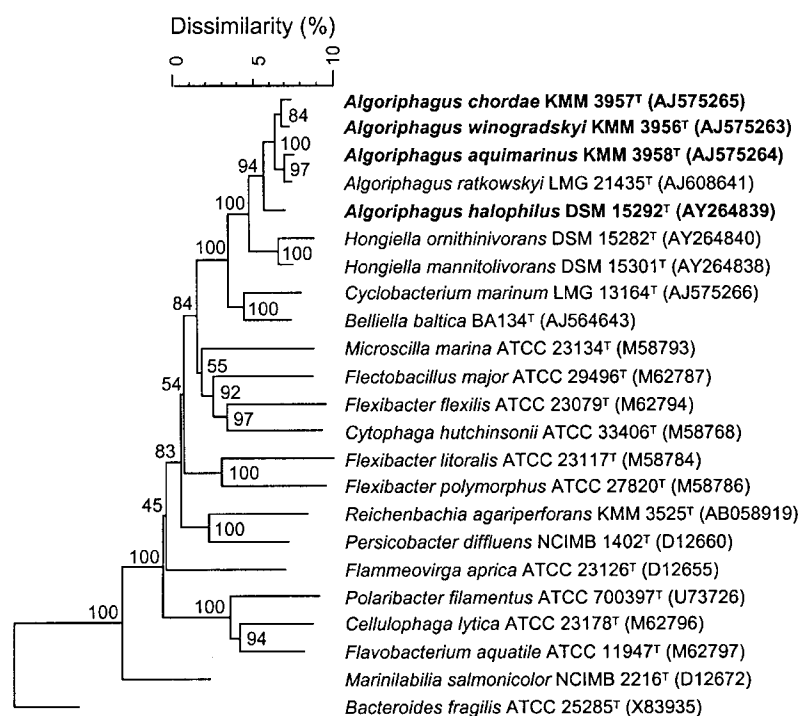 Dissimilarity (%)
0 5 10
Algoriphagus chordae KMM 3957ᵀ (AJ575265)
84
Algoriphagus winogradskyi KMM 3956ᵀ (AJ575263)
100
Algoriphagus aquimarinus KMM 3958ᵀ (AJ575264)
94
97
Algoriphagus ratkowskyi LMG 21435ᵀ (AJ608641)
100
Algoriphagus halophilus DSM 15292ᵀ (AY264839)
Hongiella ornithinivorans DSM 15282ᵀ (AY264840)
100
100
Hongiella mannitolivorans DSM 15301ᵀ (AY264838)
Cyclobacterium marinum LMG 13164ᵀ (AJ575266)
84
100
Belliella baltica BA134ᵀ (AJ564643)
Microscilla marina ATCC 23134ᵀ (M58793)
55
Flectobacillus major ATCC 29496ᵀ (M62787)
54
92
Flexibacter flexilis ATCC 23079ᵀ (M62794)
97
Cytophaga hutchinsonii ATCC 33406ᵀ (M58768)
83
Flexibacter litoralis ATCC 23117ᵀ (M58784)
100
Flexibacter polymorphus ATCC 27820ᵀ (M58786)
45
Reichenbachia agariperforans KMM 3525ᵀ (AB058919)
100
Persicobacter diffluens NCIMB 1402ᵀ (D12660)
100
Flammeovirga aprica ATCC 23126ᵀ (D12655)
Polaribacter filamentus ATCC 700397ᵀ (U73726)
100
100
Cellulophaga lytica ATCC 23178ᵀ (M62796)
94
Flavobacterium aquatile ATCC 11947ᵀ (M62797)
Marinilabilia salmonicolor NCIMB 2216ᵀ (D12672)
Bacteroides fragilis ATCC 25285ᵀ (X83935)